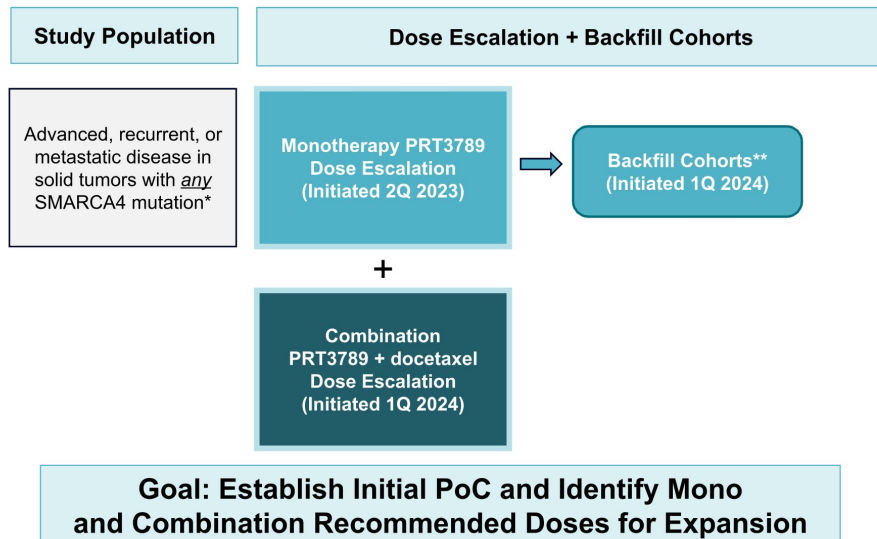 Study Population
Dose Escalation + Backfill Cohorts
Advanced, recurrent, or
metastatic disease in
solid tumors with any
SMARCA4 mutation*
Monotherapy PRT3789
Dose Escalation
(Initiated 2Q 2023)
Backfill Cohorts**
(Initiated 1Q 2024)
+
Combination
PRT3789 + docetaxel
Dose Escalation
(Initiated 1Q 2024)
Goal: Establish Initial PoC and Identify Mono
and Combination Recommended Doses for Expansion